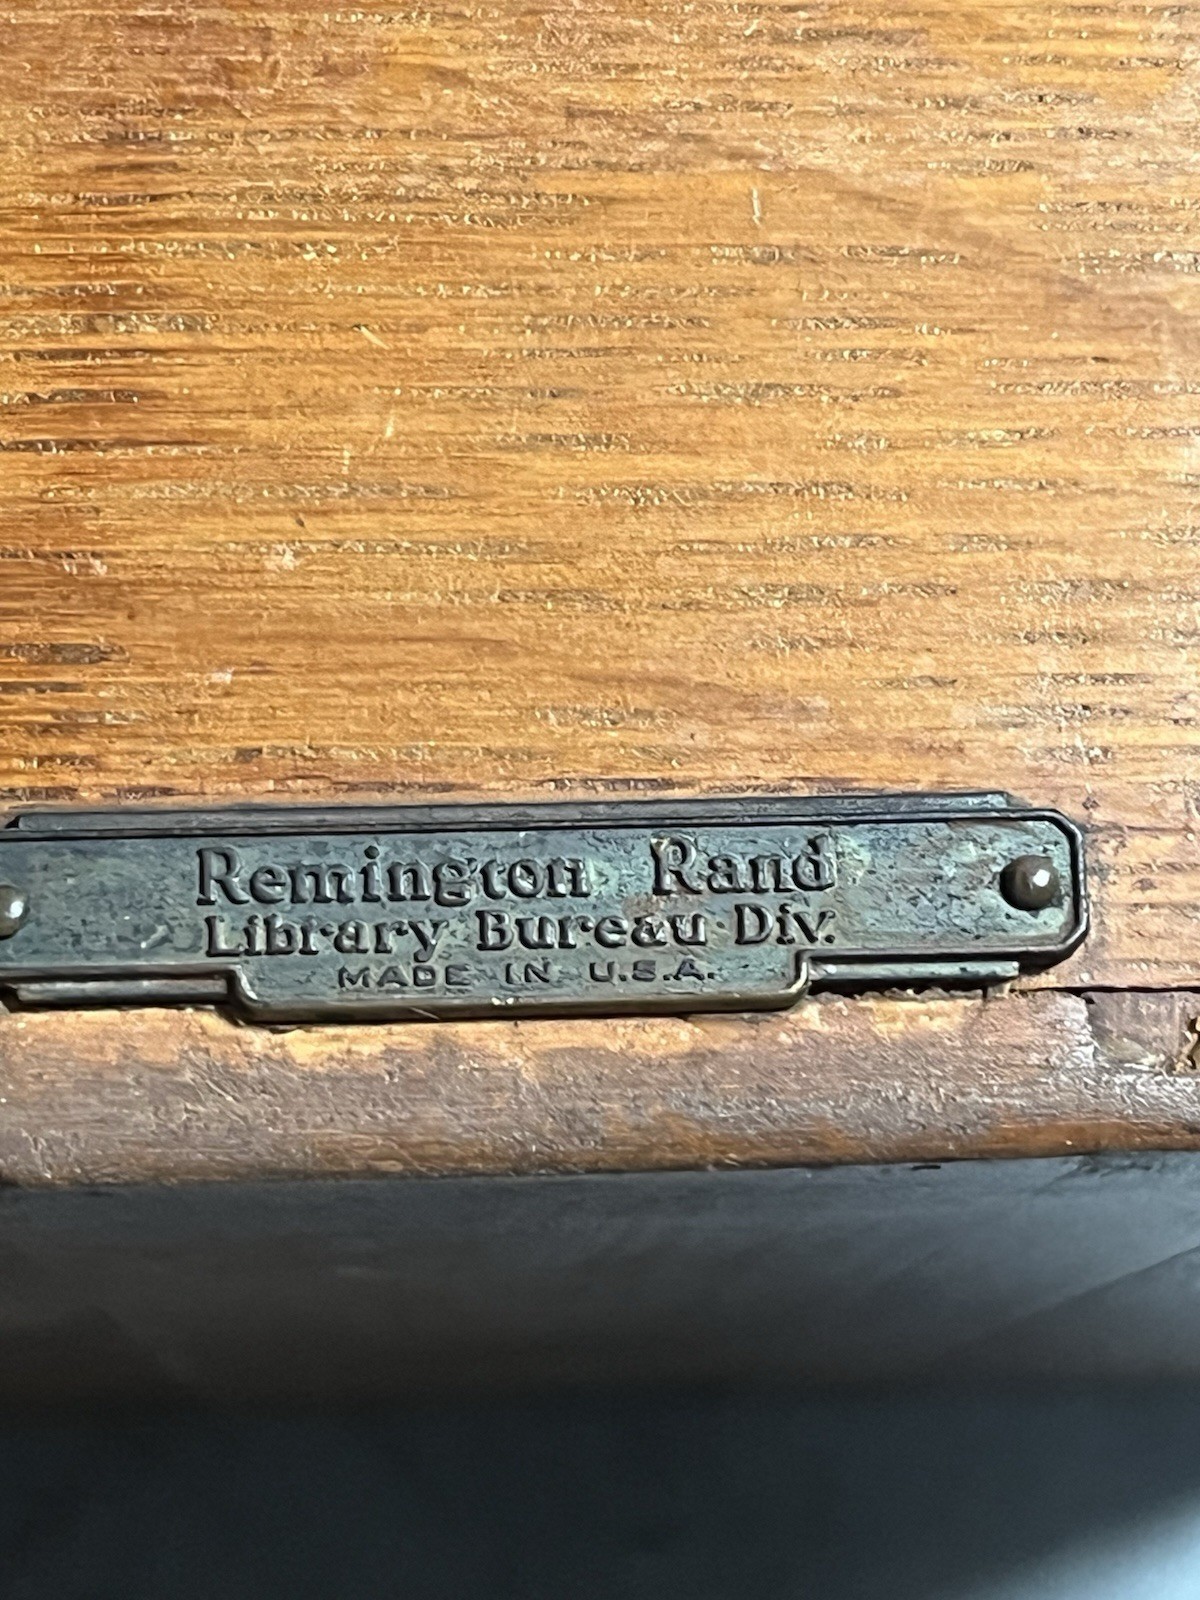 Remington Rand
Library Bureau Div.
MADE IN U.S.A.